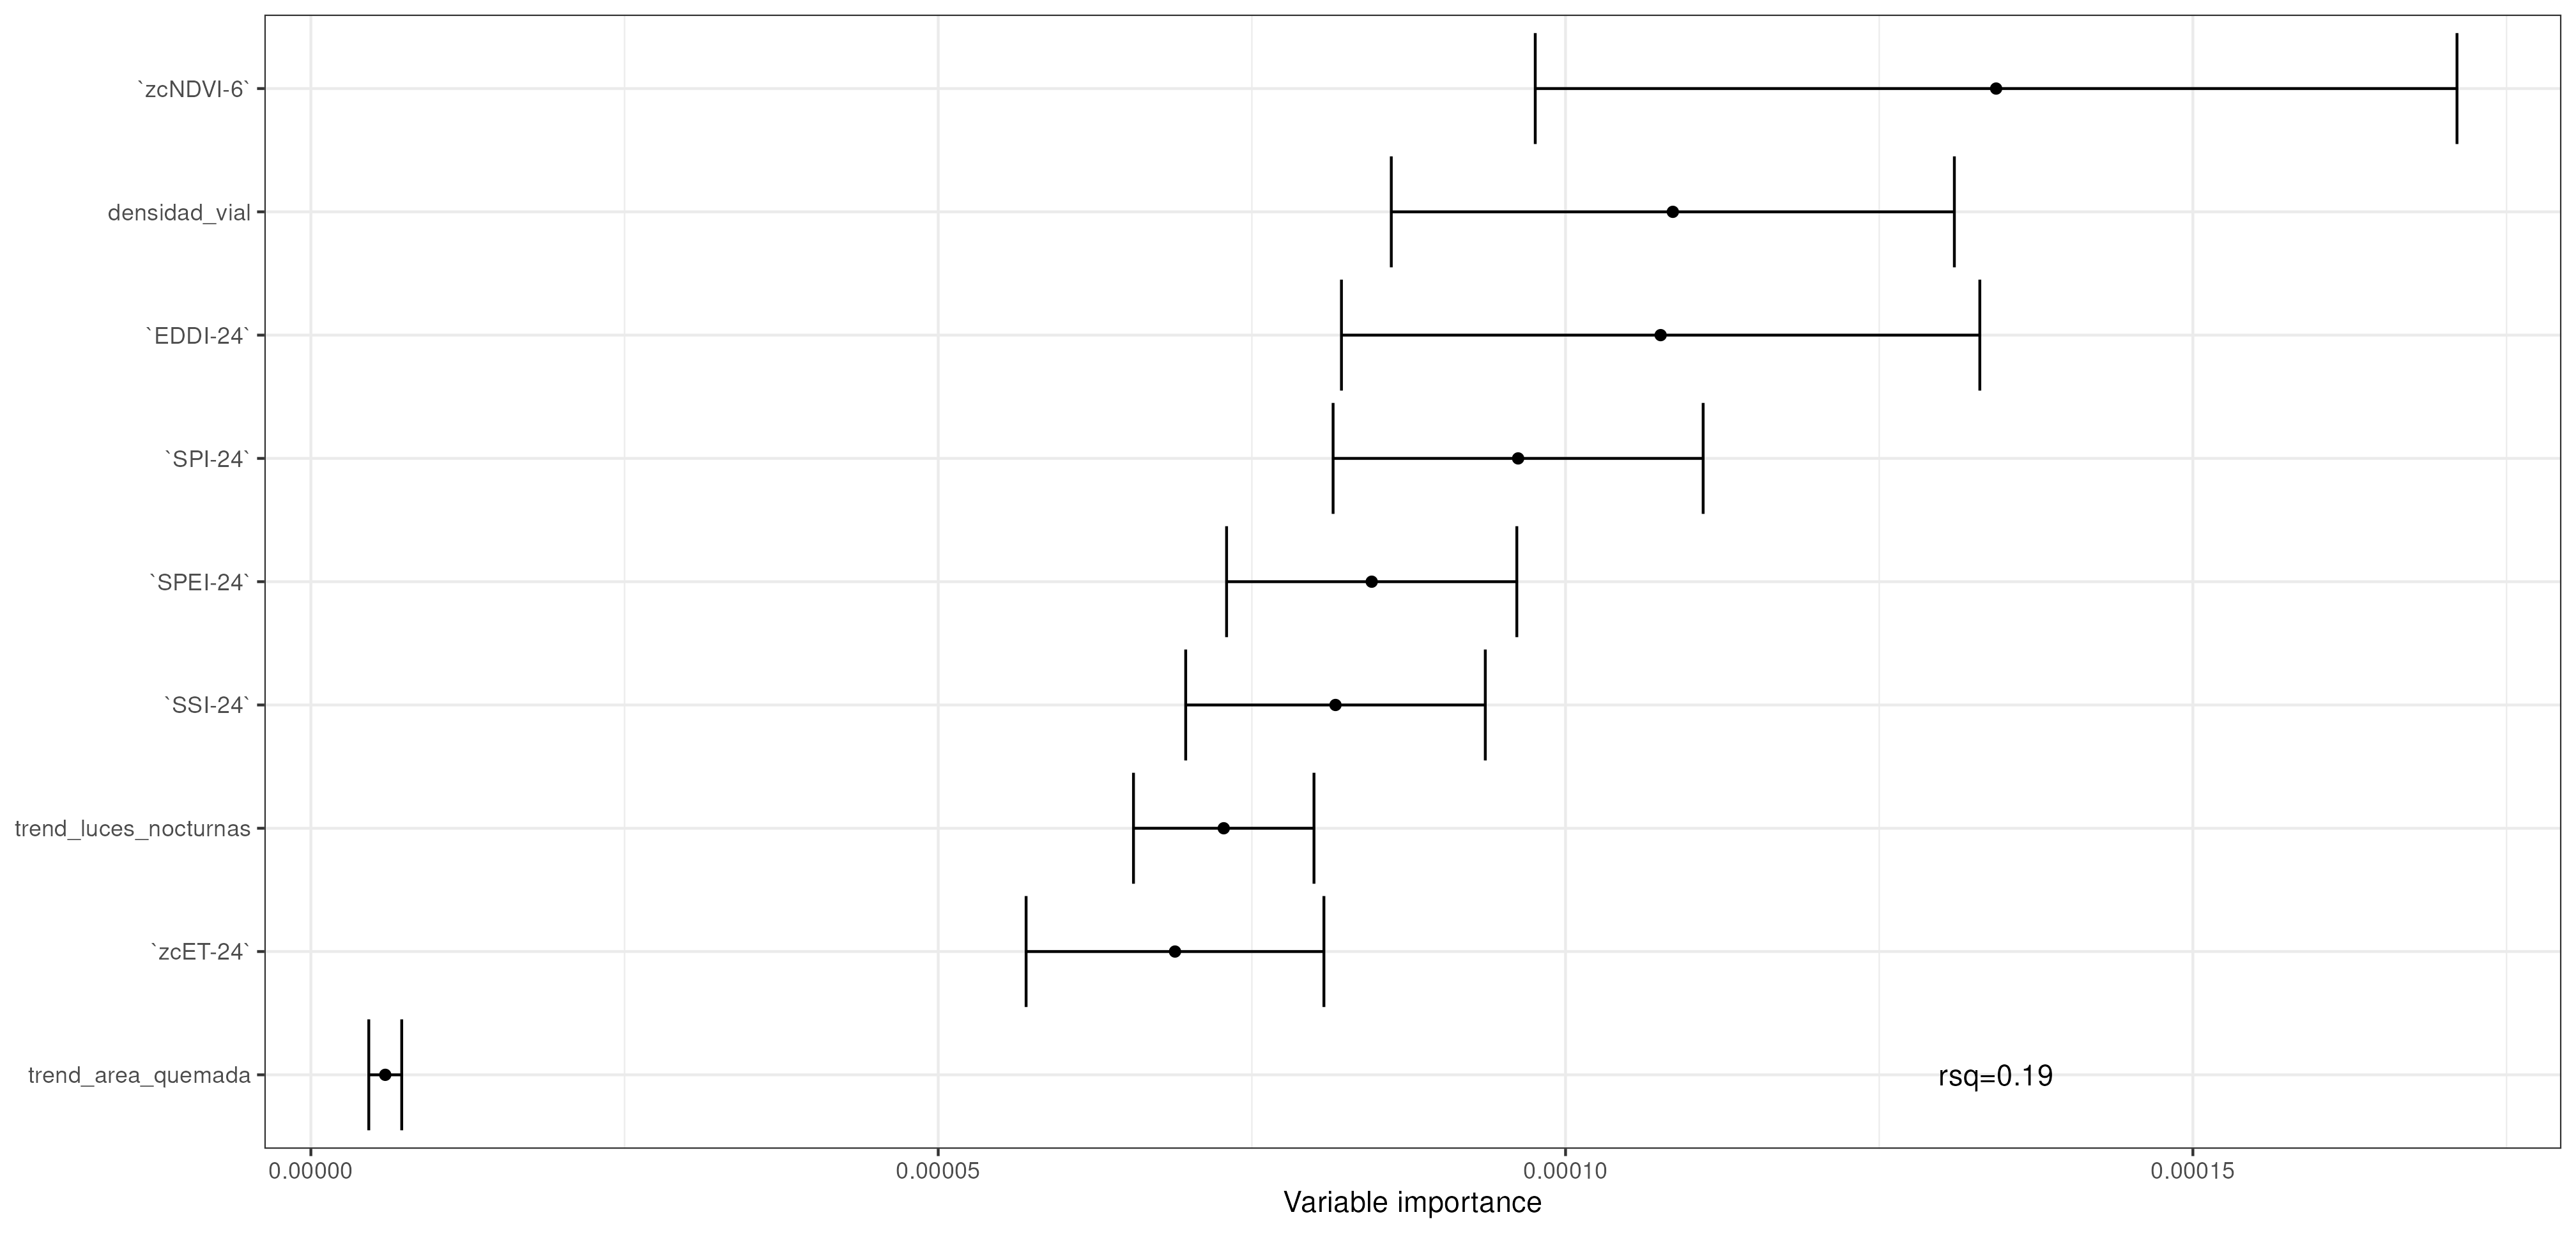 `zcNDVI-6`
densidad_vial
`EDDI-24`
`SPI-24`
`SPEI-24`
`SSI-24`
trend_luces_nocturnas
`zcET-24`
trend_area_quemada
rsq=0.19
0.00000 0.00005 0.00010 0.00015
Variable importance